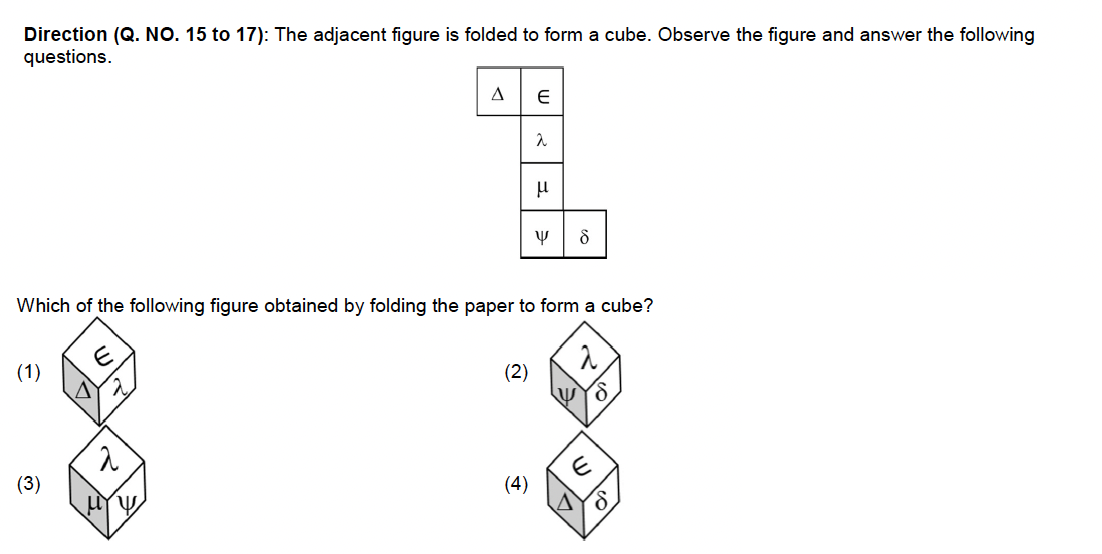 Direction (Q. NO. 15 to 17): The adjacent figure is folded to form a cube. Observe the figure and answer the following
questions.
Δ ∈
λ
μ
ψ δ
Which of the following figure obtained by folding the paper to form a cube?
(1) ∈ Δ λ
(2) λ ψ δ
(3) λ μ ψ
(4) ∈ Δ δ